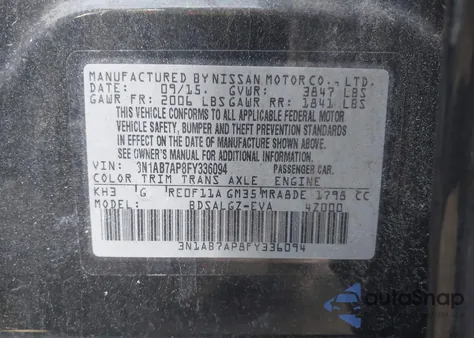 MANUFACTURED BY NISSAN MOTOR CO., LTD.
DATE: 09/15. GVWR: 3847 LBS
GAWR FR: 2006 LBS GAWR RR: 1841 LBS
THIS VEHICLE CONFORMS TO ALL APPLICABLE FEDERAL MOTOR
VEHICLE SAFETY, BUMPER AND THEFT PREVENTION STANDARDS
IN EFFECT ON THE DATE OF MANUFACTURE SHOWN ABOVE.
SEE OWNER'S MANUAL FOR ADDITIONAL INFORMATION
VIN: 3N1AB7AP8FY336094 PASSENGER CAR.
COLOR TRIM TRANS AXLE ENGINE
KH3 G RE0F11A GM35 MRA8DE 1798 CC
MODEL: BDSALGZ-EVA 4Z000
3N1AB7AP8FY336094
AutoSnap